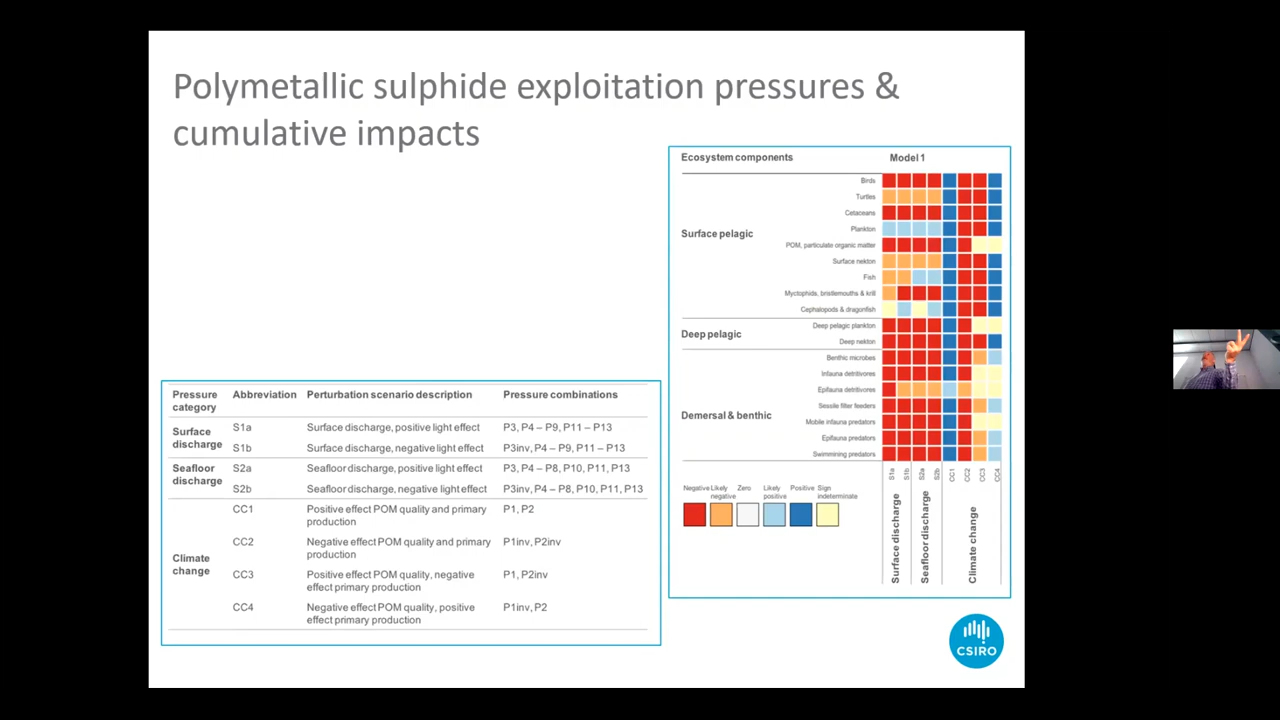 Polymetallic sulphide exploitation pressures &
cumulative impacts
Pressure category Abbreviation Perturbation scenario description Pressure combinations
Surface discharge
S1a Surface discharge, positive light effect P3, P4 – P9, P11 – P13
S1b Surface discharge, negative light effect P3inv, P4 – P9, P11 – P13
Seafloor discharge
S2a Seafloor discharge, positive light effect P3, P4 – P8, P10, P11, P13
S2b Seafloor discharge, negative light effect P3inv, P4 – P8, P10, P11, P13
Climate change
CC1 Positive effect POM quality and primary production P1, P2
CC2 Negative effect POM quality and primary production P1inv, P2inv
CC3 Positive effect POM quality, negative effect primary production P1, P2inv
CC4 Negative effect POM quality, positive effect primary production P1inv, P2
Ecosystem components Model 1
Surface pelagic
Birds
Turtles
Cetaceans
Plankton
POM, particulate organic matter
Surface nekton
Fish
Myctophids, bristlemouths & krill
Cephalopods & dragonfish
Deep pelagic
Deep pelagic plankton
Deep nekton
Demersal & benthic
Benthic microbes
Infauna detritivores
Epifauna detritivores
Sessile filter feeders
Mobile infauna predators
Epifauna predators
Swimming predators
S1a S1b S2a S2b CC1 CC2 CC3 CC4
Surface discharge
Seafloor discharge
Climate change
Negative Likely negative Zero Likely positive Positive Sign indeterminate
CSIRO